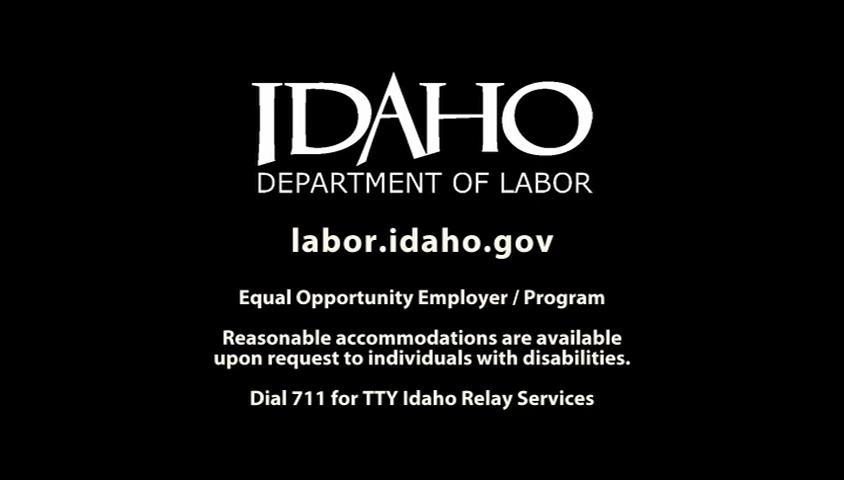 IDAHO
DEPARTMENT OF LABOR
labor.idaho.gov
Equal Opportunity Employer / Program
Reasonable accommodations are available
upon request to individuals with disabilities.
Dial 711 for TTY Idaho Relay Services